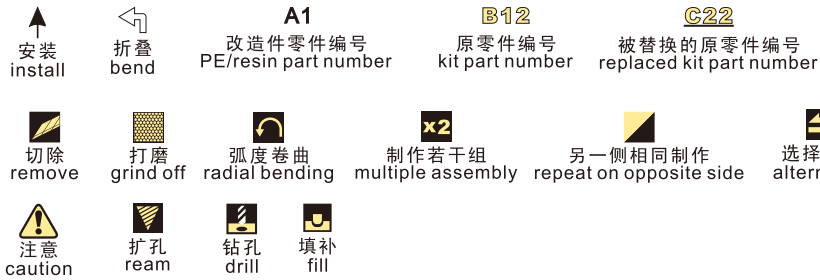 A1
B12
C22
安装
折叠
改造件零件编号
原零件编号
被替换的原零件编号
install
bend
PE/resin part number
kit part number
replaced kit part number
x2
切除
打磨
弧度卷曲
制作若干组
另一侧相同制作
选择
remove
grind off
radial bending
multiple assembly
repeat on opposite side
注意
扩孔
钻孔
填补
caution
ream
drill
fill